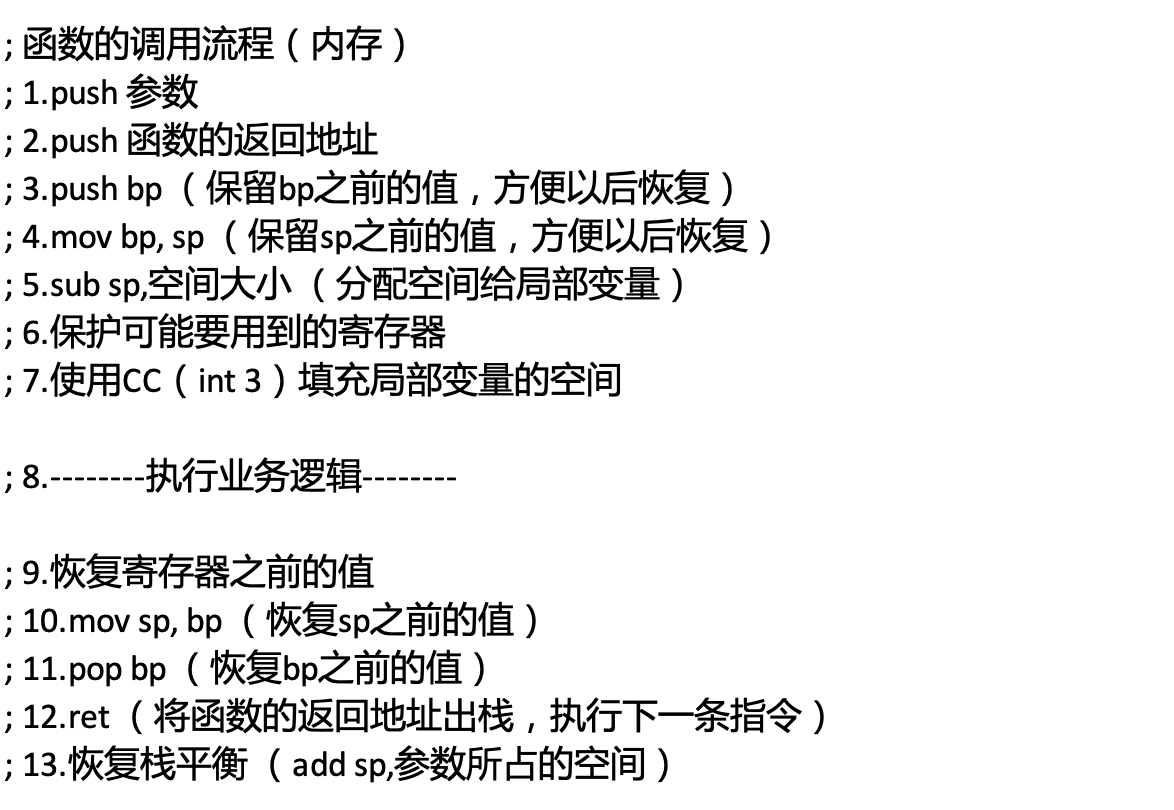 ; 函数的调用流程（内存）
; 1.push 参数
; 2.push 函数的返回地址
; 3.push bp （保留bp之前的值，方便以后恢复）
; 4.mov bp, sp （保留sp之前的值，方便以后恢复）
; 5.sub sp,空间大小 （分配空间给局部变量）
; 6.保护可能要用到的寄存器
; 7.使用CC（int 3）填充局部变量的空间
; 8.--------执行业务逻辑--------
; 9.恢复寄存器之前的值
; 10.mov sp, bp （恢复sp之前的值）
; 11.pop bp （恢复bp之前的值）
; 12.ret （将函数的返回地址出栈，执行下一条指令）
; 13.恢复栈平衡 （add sp,参数所占的空间）